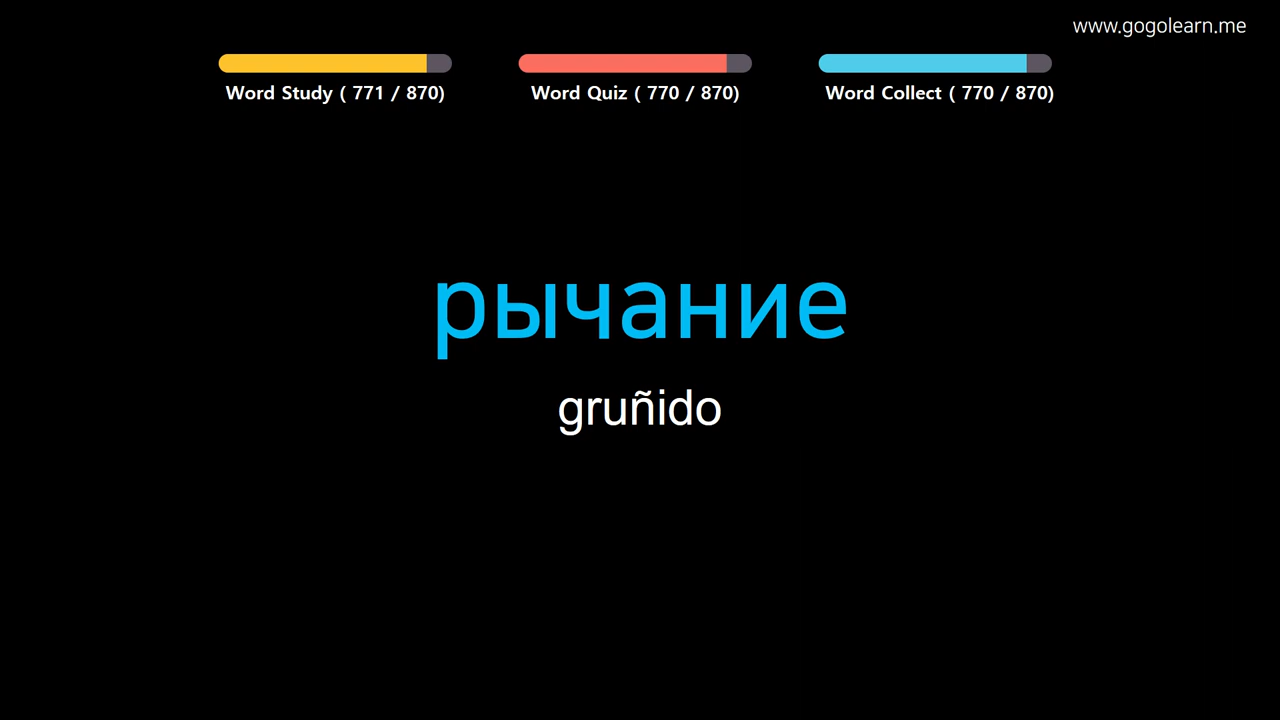 www.gogolearn.me
Word Study ( 771 / 870)
Word Quiz ( 770 / 870)
Word Collect ( 770 / 870)
рычание
gruñido